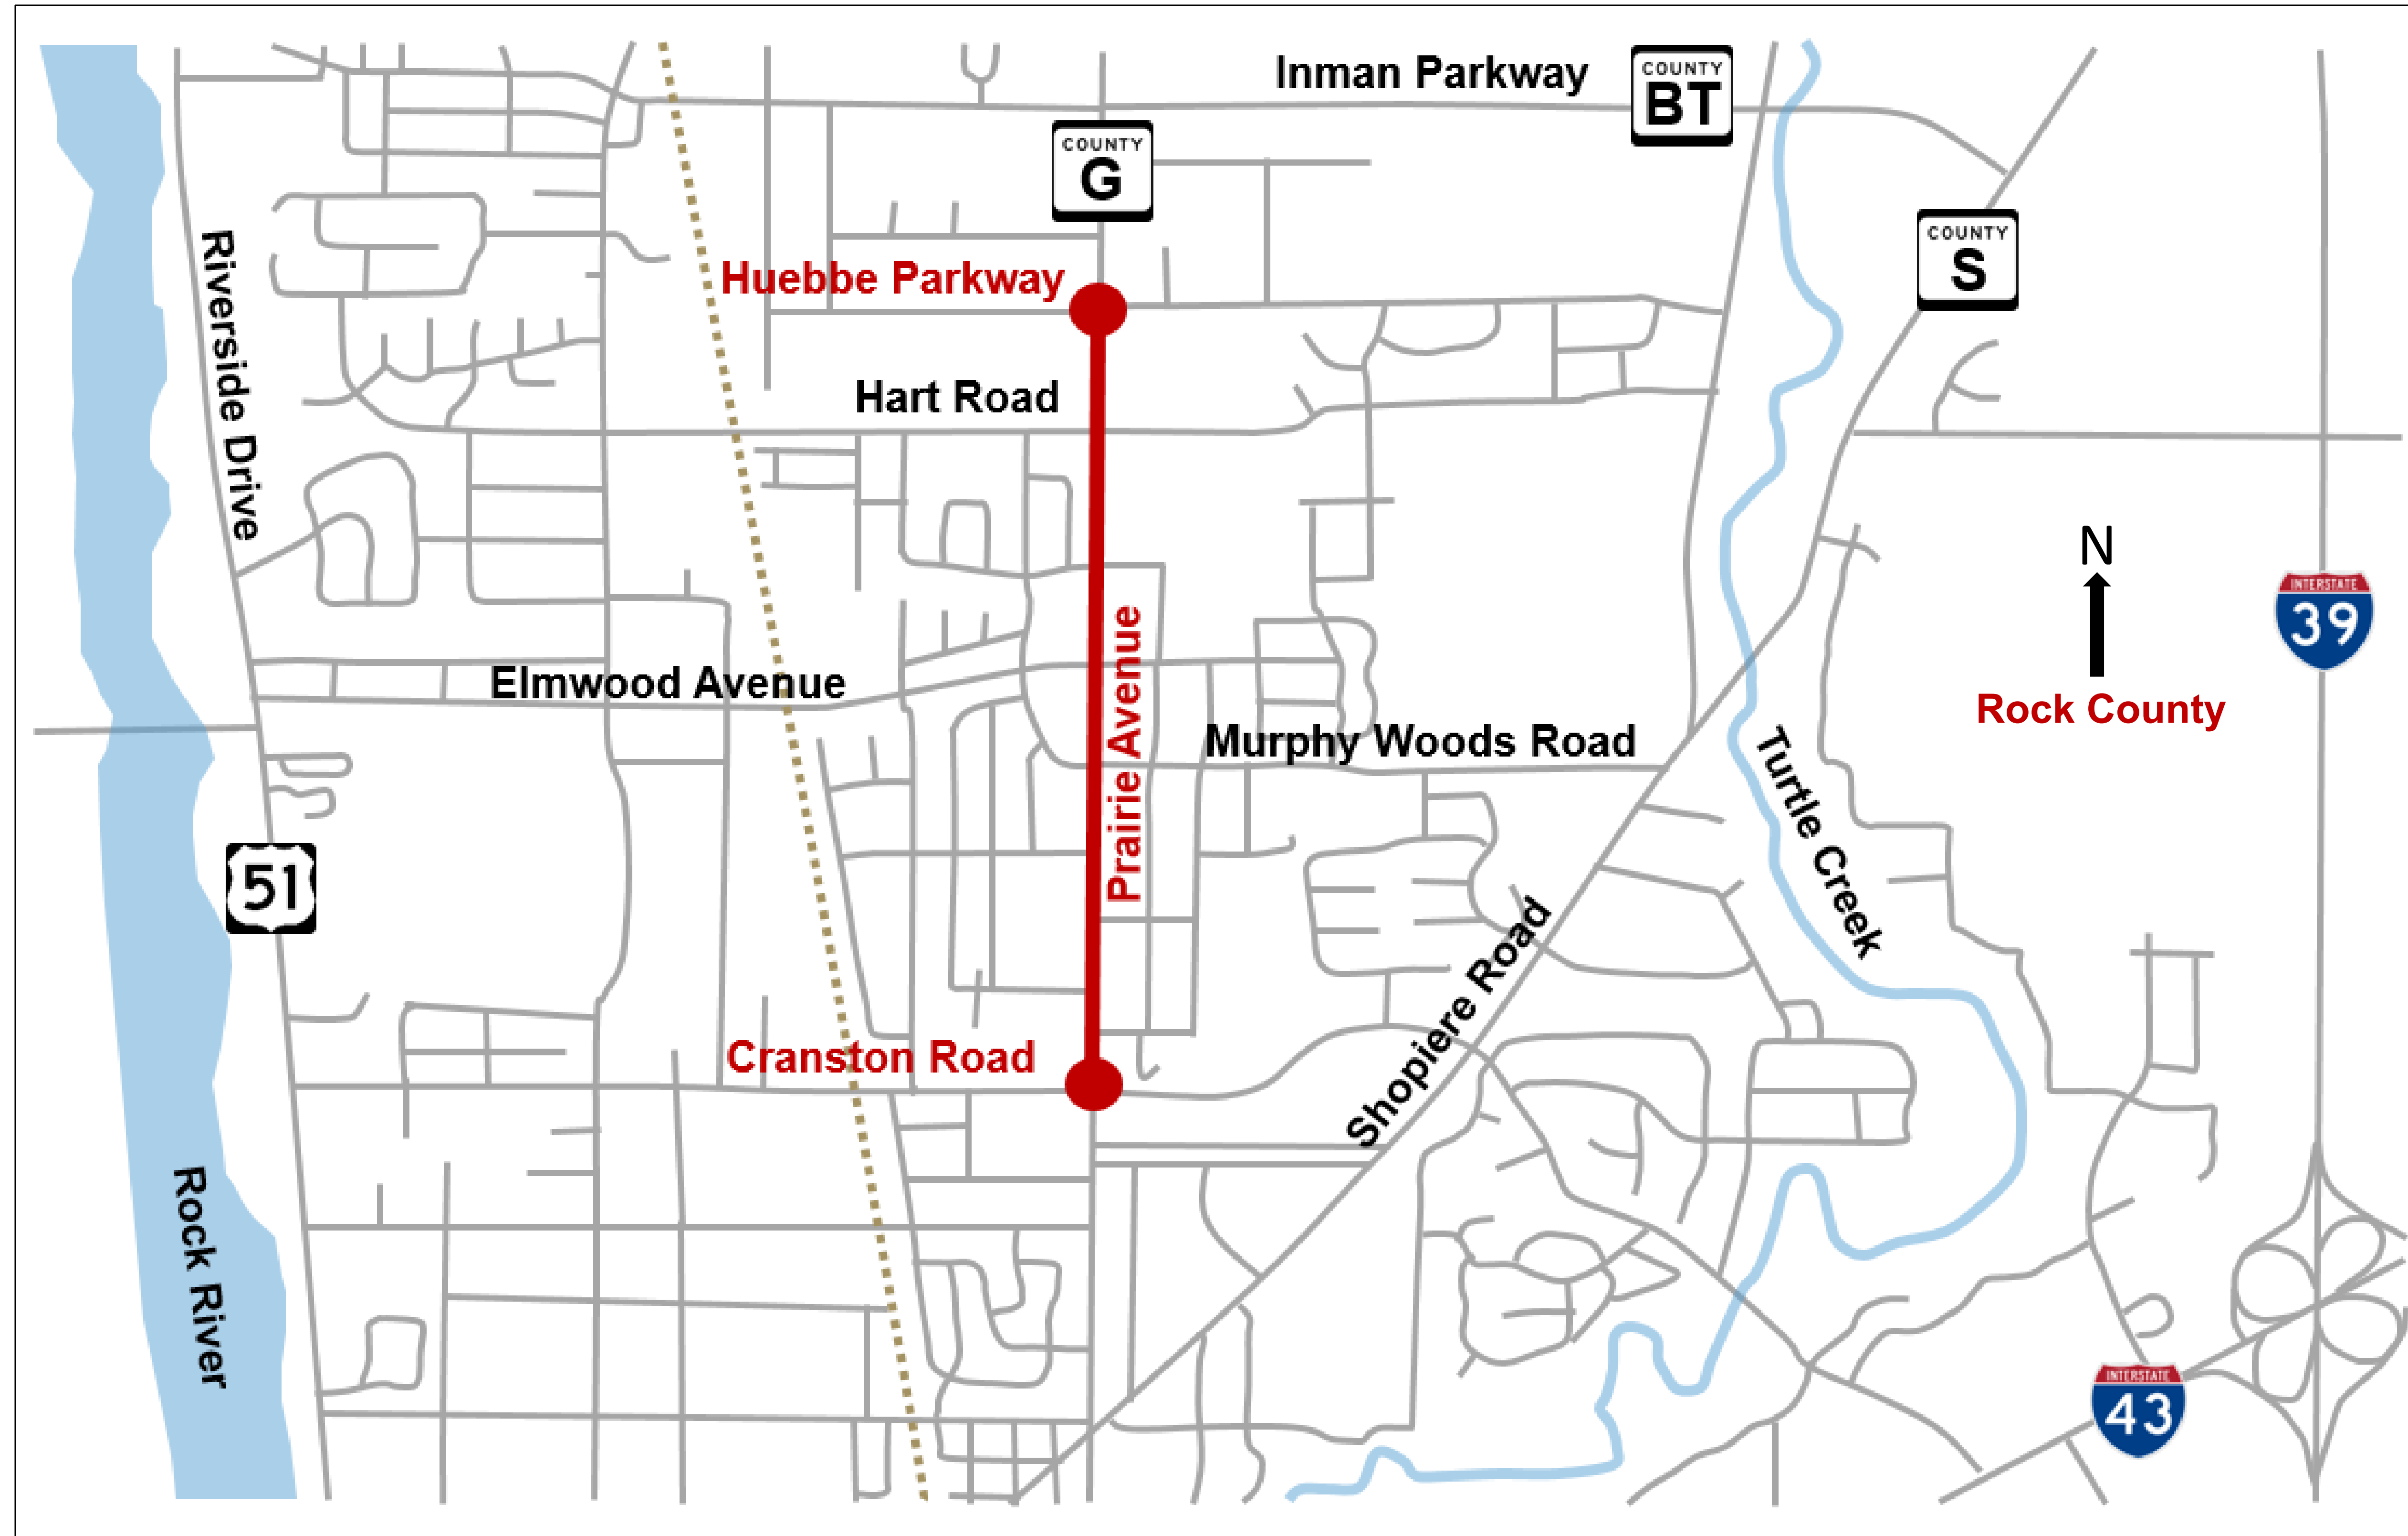 Inman Parkway
COUNTY
BT
COUNTY
G
COUNTY
S
Riverside Drive
Huebbe Parkway
Hart Road
N
Rock County
INTERSTATE
39
Prairie Avenue
Elmwood Avenue
Murphy Woods Road
Turtle Creek
51
Shopiere Road
Cranston Road
Rock River
INTERSTATE
43